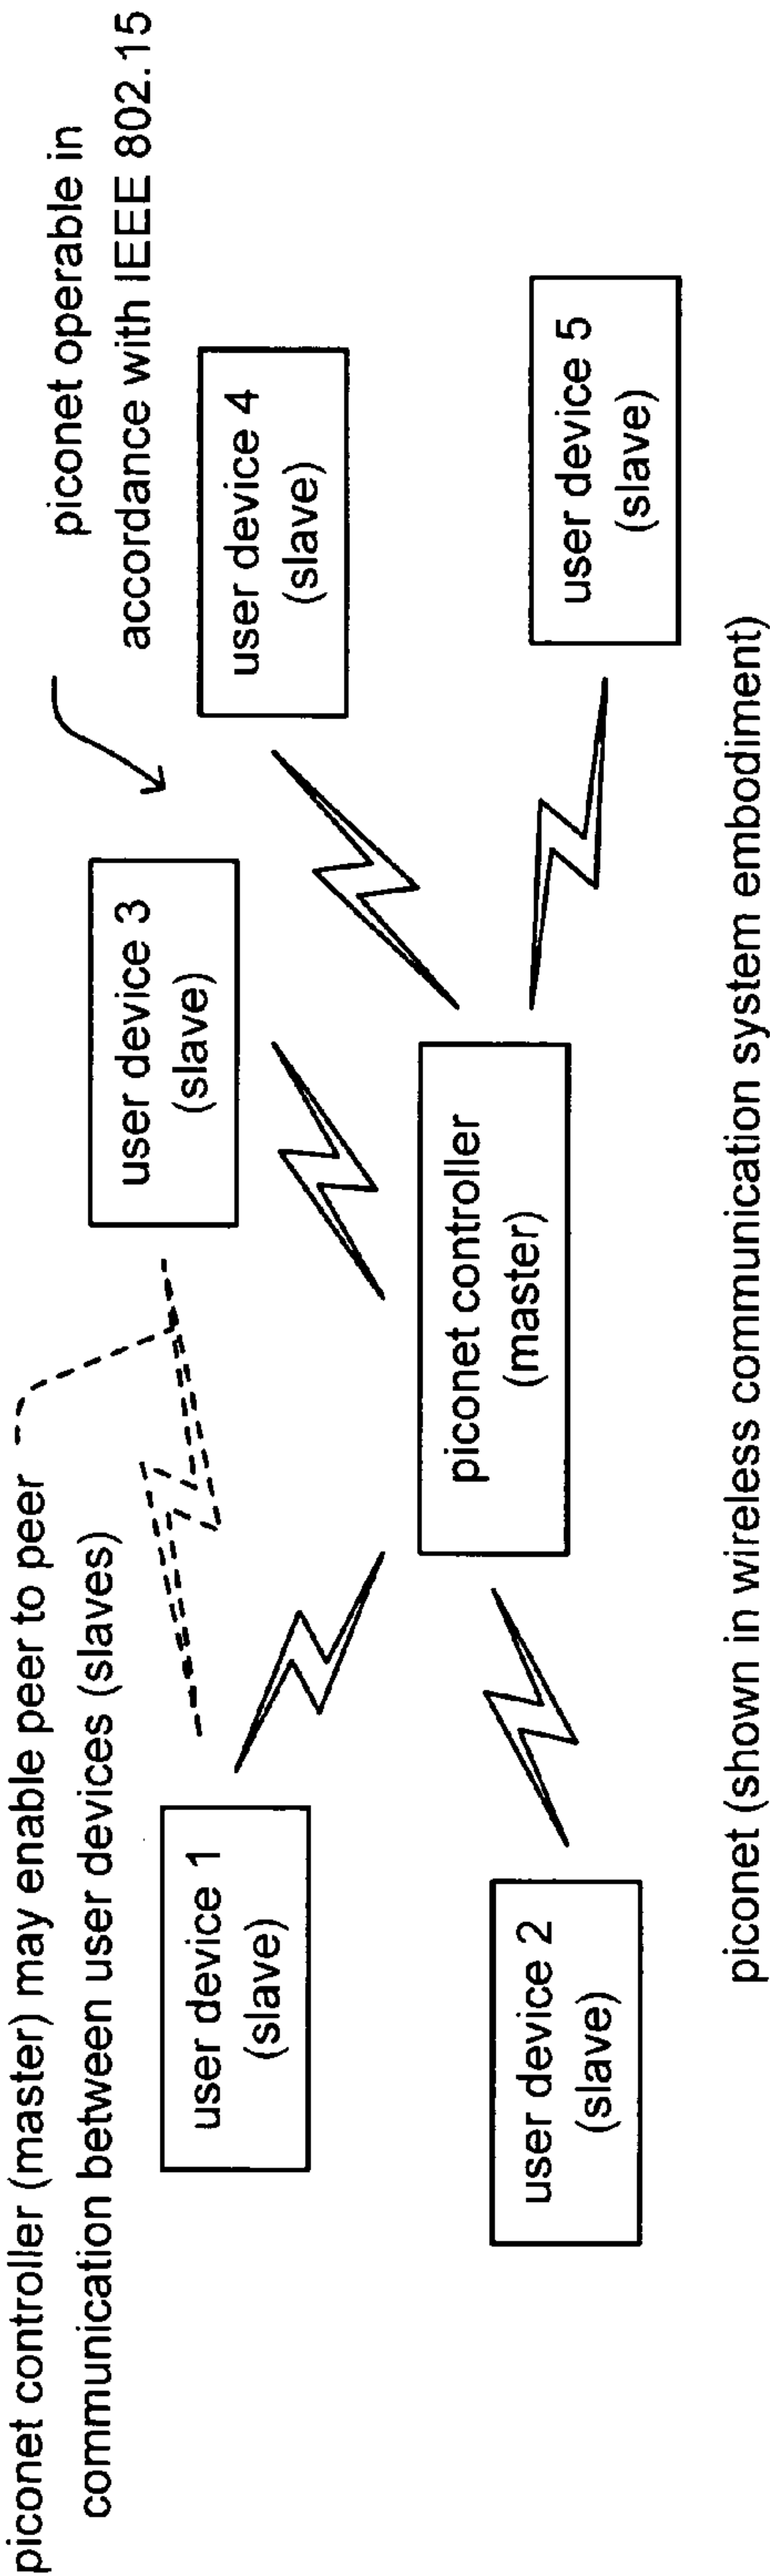 piconet controller (master) may enable peer to peer
communication between user devices (slaves)
piconet operable in
accordance with IEEE 802.15
user device 1
(slave)
user device 3
(slave)
user device 4
(slave)
user device 2
(slave)
piconet controller
(master)
user device 5
(slave)
piconet (shown in wireless communication system embodiment)